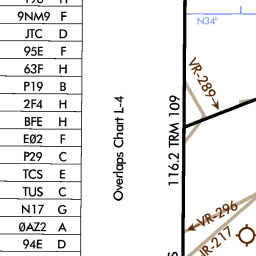 9NM9 F
JTC D
95E F
63F H
P19 B
2F4 H
BFE H
E02 F
P29 C
TCS E
TUS C
N17 G
0AZ2 A
94E D
Overlaps Chart L-4
116.2 TRM 109
N34°
VR-289
VR-296
IR-217